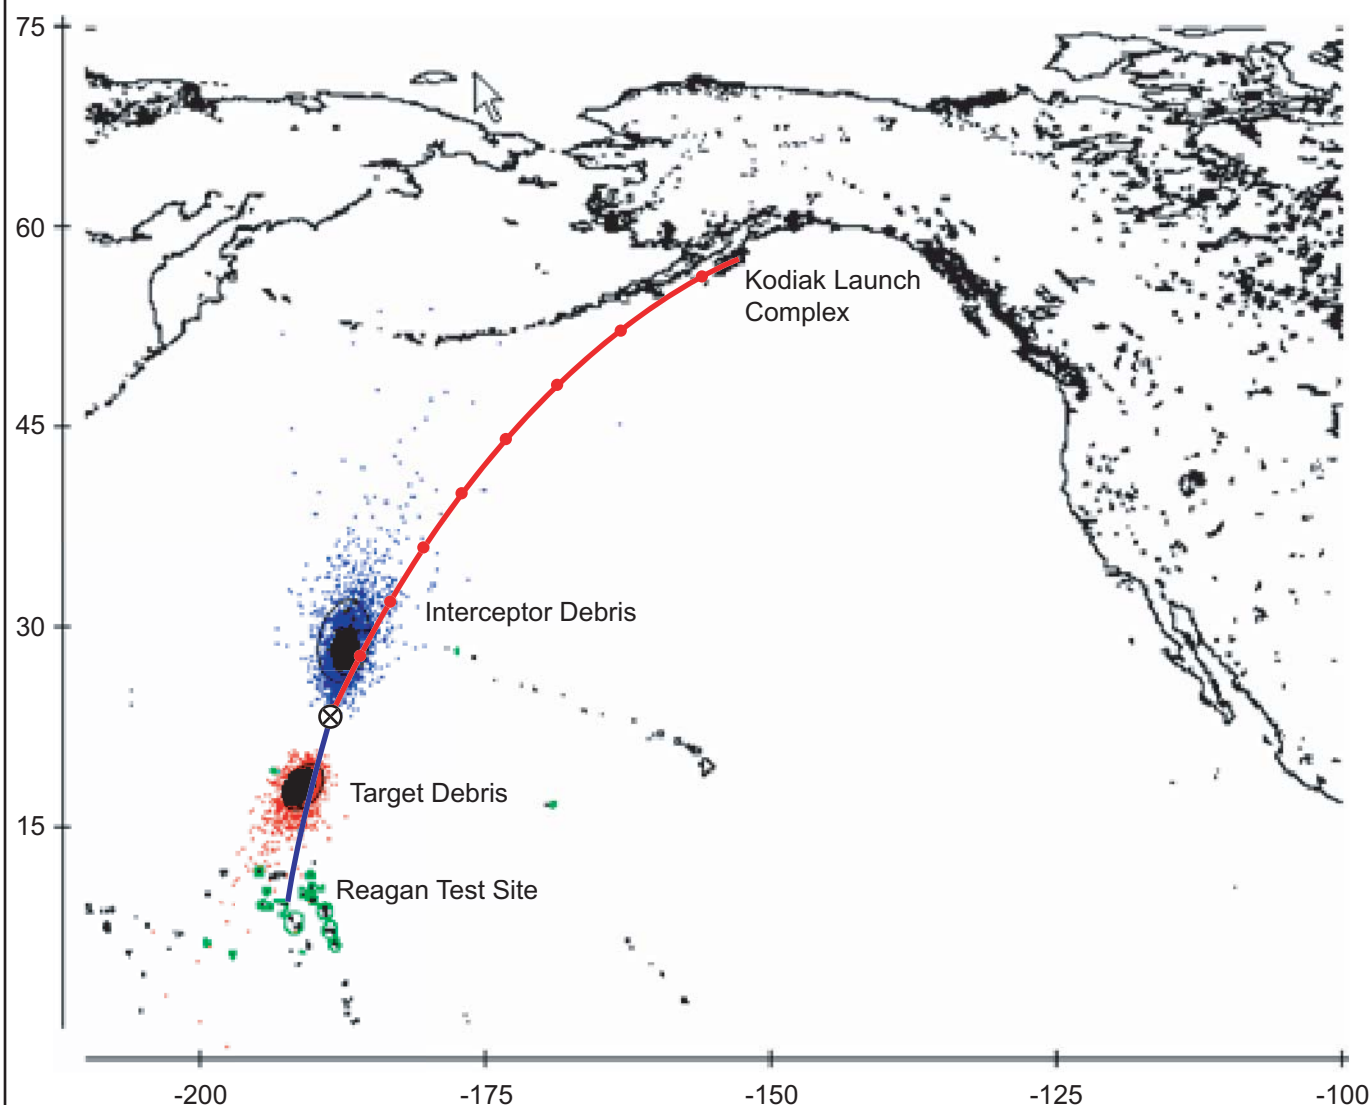 75
60
45
30
15
Kodiak Launch
Complex
Interceptor Debris
Target Debris
Reagan Test Site
-200
-175
-150
-125
-100